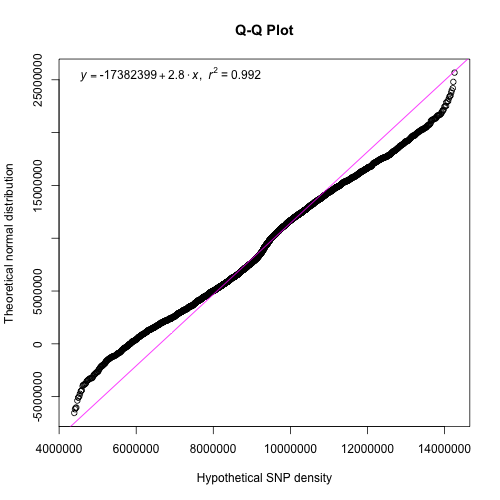 Q-Q Plot
y = -17382399 + 2.8 · x, r² = 0.992
Theoretical normal distribution
25000000
15000000
5000000
0
-5000000
4000000 6000000 8000000 10000000 12000000 14000000
Hypothetical SNP density